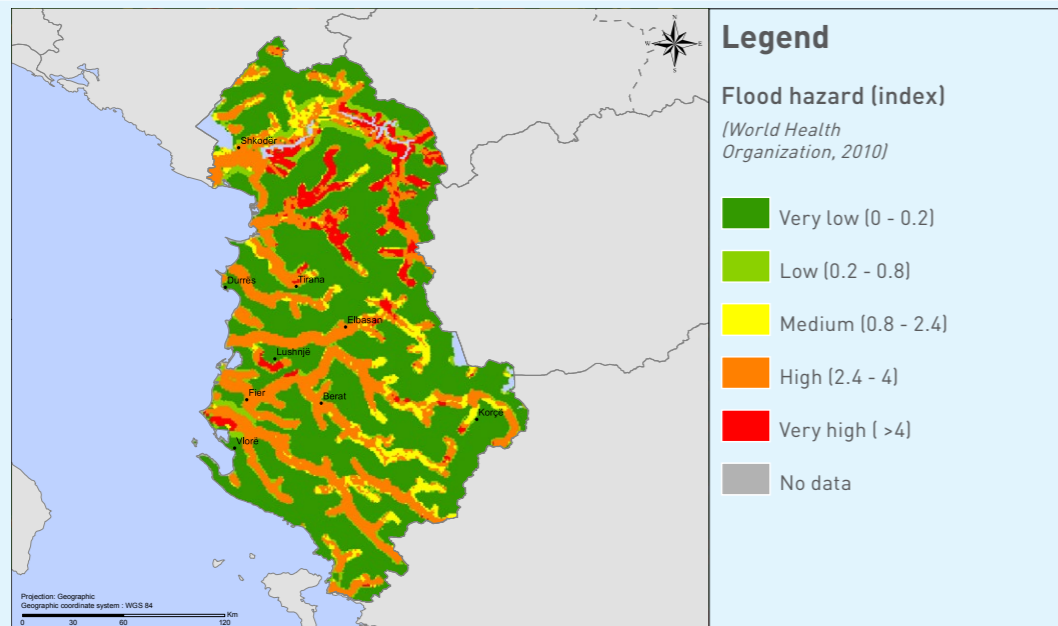 N
W E
S
Shkodër
Durrës
Tirana
Elbasan
Lushnjë
Fier
Berat
Korçë
Vlorë
Projection: Geographic
Geographic coordinate system : WGS 84
Km
0 30 60 120
Legend
Flood hazard (index)
(World Health
Organization, 2010)
Very low (0 - 0.2)
Low (0.2 - 0.8)
Medium (0.8 - 2.4)
High (2.4 - 4)
Very high ( >4)
No data